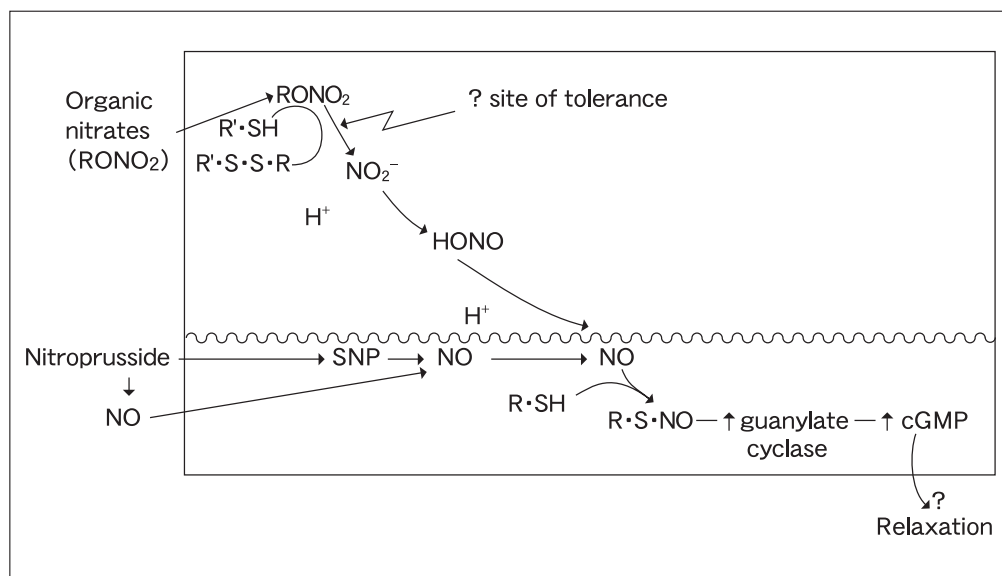 Organic
nitrates
(RONO₂)
RONO₂
R'·SH
R'·S·S·R
? site of tolerance
NO₂⁻
H⁺
HONO
H⁺
Nitroprusside
SNP
NO
NO
NO
R·SH
R·S·NO — ↑ guanylate
cyclase
— ↑ cGMP
?
Relaxation